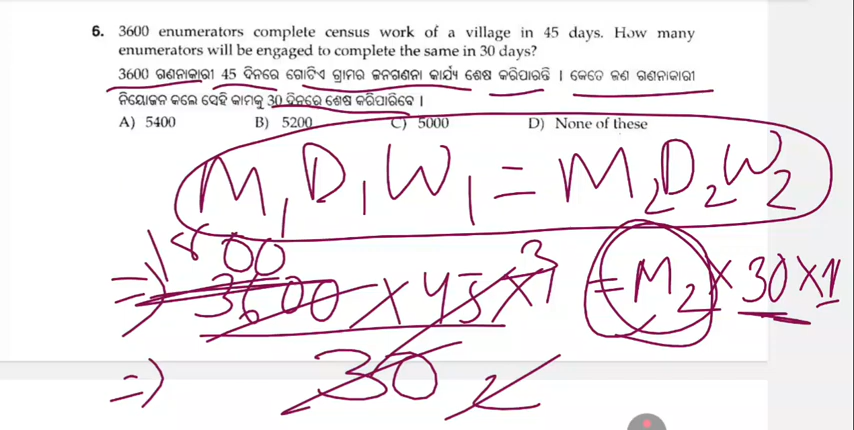 6. 3600 enumerators complete census work of a village in 45 days. How many
enumerators will be engaged to complete the same in 30 days?
3600 ଗଣନାକାରୀ 45 ଦିନରେ ଗୋଟିଏ ଗ୍ରାମର ଜନଗଣନା କାର୍ଯ୍ୟ ଶେଷ କରିପାରନ୍ତି । କେତେ ଜଣ ଗଣନାକାରୀ
ନିୟୋଜନ କଲେ ସେହି କାମକୁ 30 ଦିନରେ ଶେଷ କରିପାରିବେ ।
A) 5400 B) 5200 C) 5000 D) None of these
M₁D₁W₁ = M₂D₂W₂
1800 3
⇒ 3600 × 45 × 1 = M₂ × 30 × 1
⇒ 30 2